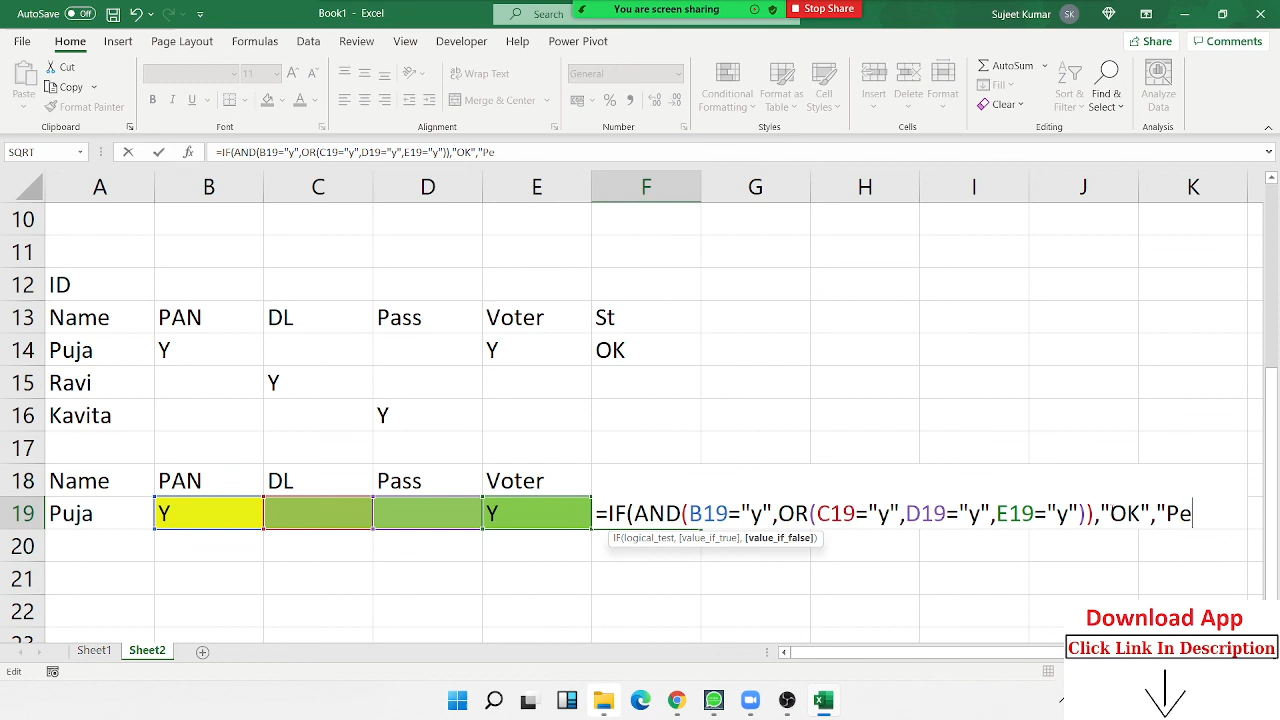 AutoSave Off Book1 - Excel Search You are screen sharing Stop Share Sujeet Kumar SK
File Home Insert Page Layout Formulas Data Review View Developer Help Power Pivot Share Comments
Paste Cut Copy Format Painter
11 B I U Wrap Text Merge & Center General
Conditional Formatting Format as Table Cell Styles Insert Delete Format
AutoSum Fill Clear Sort & Filter Find & Select Analyze Data
Clipboard Font Alignment Number Styles Cells Editing Analysis
SQRT fx =IF(AND(B19="y",OR(C19="y",D19="y",E19="y")),"OK","Pe
A B C D E F G H I J K
10
11
12 ID
13 Name PAN DL Pass Voter St
14 Puja Y Y OK
15 Ravi Y
16 Kavita Y
17
18 Name PAN DL Pass Voter
19 Puja Y Y =IF(AND(B19="y",OR(C19="y",D19="y",E19="y")),"OK","Pe
20 IF(logical_test, [value_if_true], [value_if_false])
21
22
23
Download App
Click Link In Description
Sheet1 Sheet2
Edit